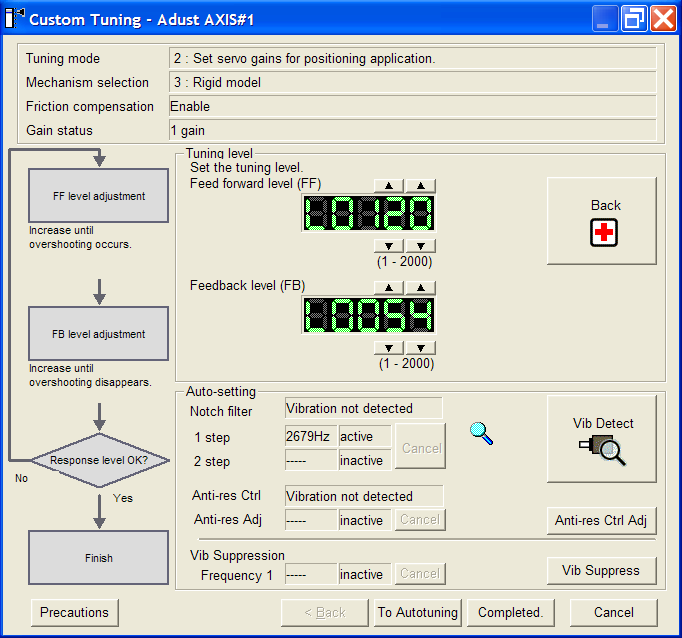 Custom Tuning - Adust AXIS#1
Tuning mode 2 : Set servo gains for positioning application.
Mechanism selection 3 : Rigid model
Friction compensation Enable
Gain status 1 gain
FF level adjustment
Increase until
overshooting occurs.
FB level adjustment
Increase until
overshooting disappears.
Response level OK?
No
Yes
Finish
Tuning level
Set the tuning level.
Feed forward level (FF)
L0120
(1 - 2000)
Feedback level (FB)
L0054
(1 - 2000)
Back
Auto-setting
Notch filter Vibration not detected
1 step 2679Hz active Cancel
2 step ----- inactive
Vib Detect
Anti-res Ctrl Vibration not detected
Anti-res Adj ----- inactive Cancel
Anti-res Ctrl Adj
Vib Suppression
Frequency 1 ----- inactive Cancel
Vib Suppress
Precautions < Back To Autotuning Completed. Cancel